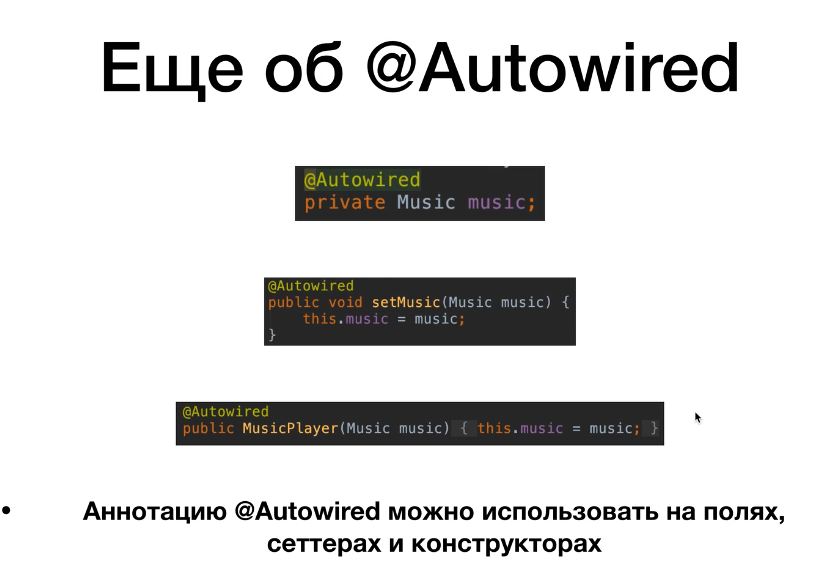 Еще об @Autowired
@Autowired
private Music music;
@Autowired
public void setMusic(Music music) {
this.music = music;
}
@Autowired
public MusicPlayer(Music music) { this.music = music; }
• Аннотацию @Autowired можно использовать на полях,
сеттерах и конструкторах